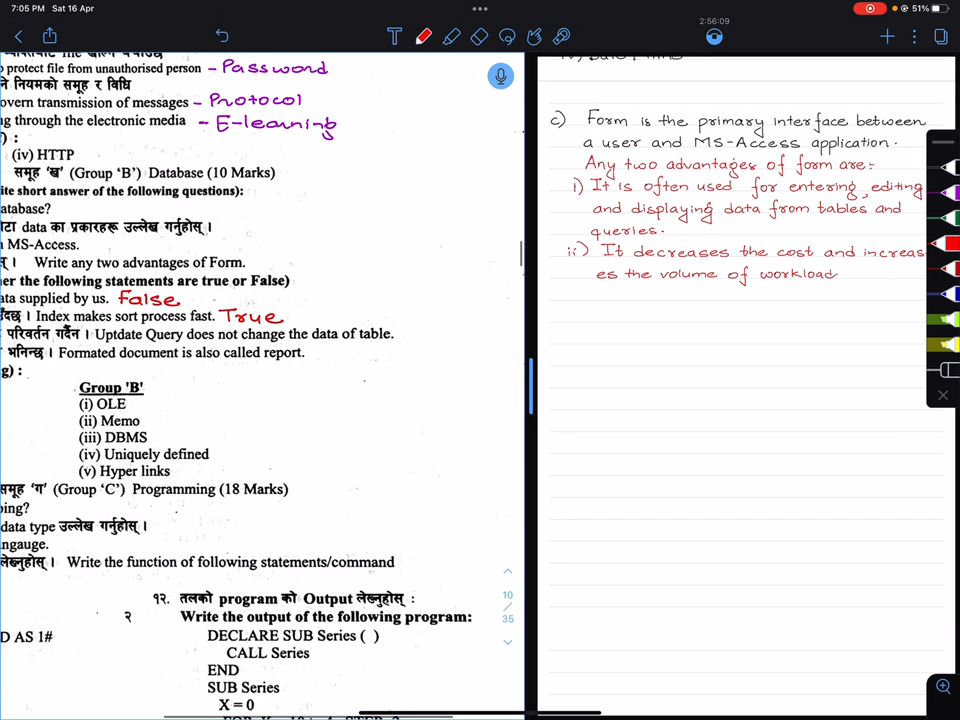 7:05 PM Sat 16 Apr
51%
2:56:09
protect file from unauthorised person - Password
ने नियमको समूह र विधि
overn transmission of messages - Protocol
ng through the electronic media - E-learning
(iv) HTTP
समूह 'ख' (Group 'B') Database (10 Marks)
ite short answer of the following questions):
atabase?
टा data का प्रकारहरू उल्लेख गर्नुहोस् ।
MS-Access.
स् । Write any two advantages of Form.
er the following statements are true or False)
ata supplied by us. False
Index makes sort process fast. True
परिवर्तन गर्दैन । Uptdate Query does not change the data of table.
भनिन्छ । Formated document is also called report.
g) :
Group 'B'
(i) OLE
(ii) Memo
(iii) DBMS
(iv) Uniquely defined
(v) Hyper links
समूह 'ग' (Group 'C') Programming (18 Marks)
ping?
data type उल्लेख गर्नुहोस् ।
ngauge.
लेख्नुहोस् । Write the function of following statements/command
१२. तलको program को Output लेख्नुहोस् :
२ Write the output of the following program:
DECLARE SUB Series ( )
D AS 1#
CALL Series
END
SUB Series
X = 0
10
/
35
c) Form is the primary interface between
a user and MS-Access application.
Any two advantages of form are:-
i) It is often used for entering, editing
and displaying data from tables and
queries.
ii) It decreases the cost and increas-
es the volume of workload